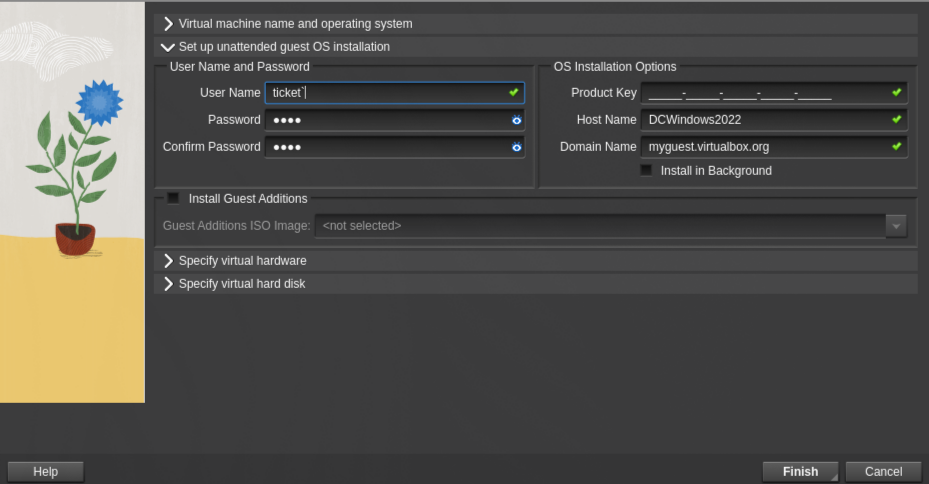 Virtual machine name and operating system
Set up unattended guest OS installation
User Name and Password
User Name ticket`
Password ●●●●
Confirm Password ●●●●
OS Installation Options
Product Key _____-_____-_____-_____-_____
Host Name DCWindows2022
Domain Name myguest.virtualbox.org
Install in Background
Install Guest Additions
Guest Additions ISO Image: <not selected>
Specify virtual hardware
Specify virtual hard disk
Help Finish Cancel